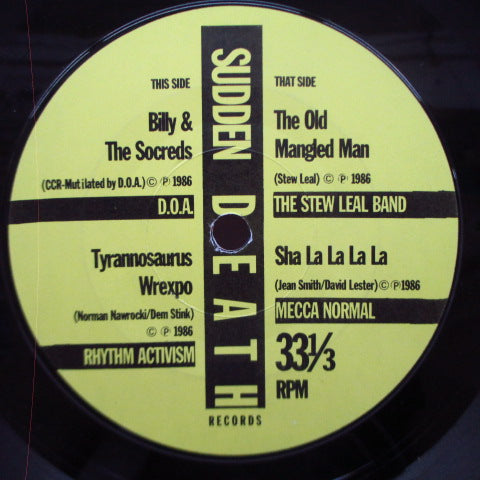 THIS SIDE
Billy &
The Socreds
(CCR-Mutilated by D.O.A.) © ℗ 1986
D.O.A.
Tyrannosaurus
Wrexpo
(Norman Nawrocki/Dem Stink)
© ℗ 1986
RHYTHM ACTIVISM
SUDDEN DEATH
RECORDS
THAT SIDE
The Old
Mangled Man
(Stew Leal) © ℗ 1986
THE STEW LEAL BAND
Sha La La La La
(Jean Smith/David Lester) © ℗ 1986
MECCA NORMAL
33⅓
RPM